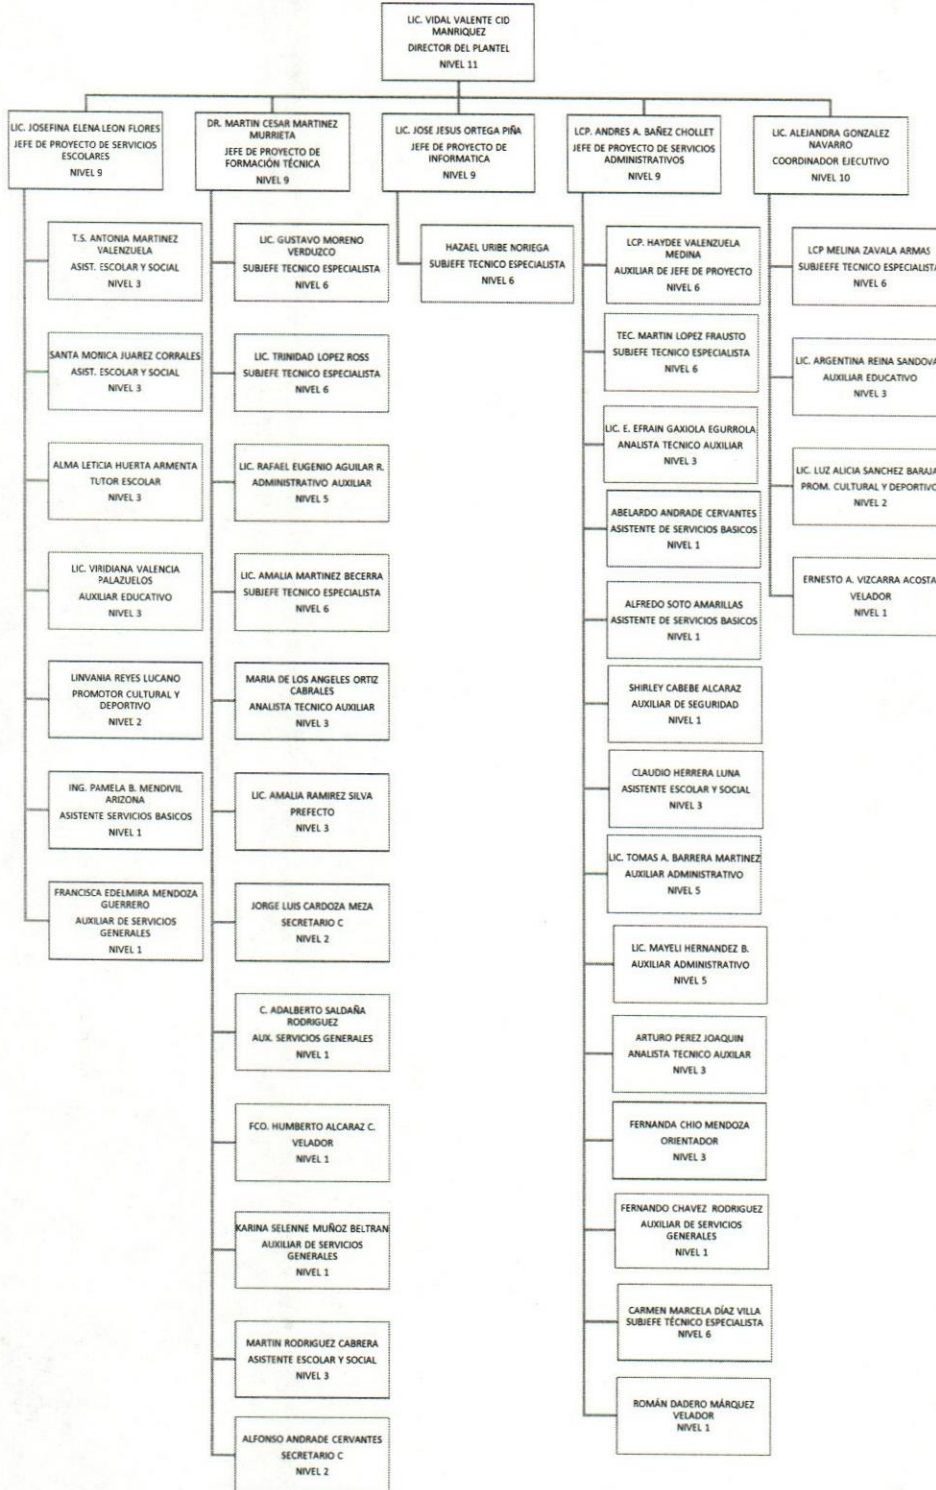 LIC. VIDAL VALENTE CID
MANRIQUEZ
DIRECTOR DEL PLANTEL
NIVEL 11
LIC. JOSEFINA ELENA LEON FLORES
JEFE DE PROYECTO DE SERVICIOS
ESCOLARES
NIVEL 9
DR. MARTIN CESAR MARTINEZ
MURRIETA
JEFE DE PROYECTO DE
FORMACIÓN TÉCNICA
NIVEL 9
LIC. JOSE JESUS ORTEGA PIÑA
JEFE DE PROYECTO DE
INFORMATICA
NIVEL 9
LCP. ANDRES A. BAÑEZ CHOLLET
JEFE DE PROYECTO DE SERVICIOS
ADMINISTRATIVOS
NIVEL 9
LIC. ALEJANDRA GONZALEZ
NAVARRO
COORDINADOR EJECUTIVO
NIVEL 10
T.S. ANTONIA MARTINEZ
VALENZUELA
ASIST. ESCOLAR Y SOCIAL
NIVEL 3
SANTA MONICA JUAREZ CORRALES
ASIST. ESCOLAR Y SOCIAL
NIVEL 3
ALMA LETICIA HUERTA ARMENTA
TUTOR ESCOLAR
NIVEL 3
LIC. VIRIDIANA VALENCIA
PALAZUELOS
AUXILIAR EDUCATIVO
NIVEL 3
LINVANIA REYES LUCANO
PROMOTOR CULTURAL Y
DEPORTIVO
NIVEL 2
ING. PAMELA B. MENDIVIL
ARIZONA
ASISTENTE SERVICIOS BASICOS
NIVEL 1
FRANCISCA EDELMIRA MENDOZA
GUERRERO
AUXILIAR DE SERVICIOS
GENERALES
NIVEL 1
LIC. GUSTAVO MORENO
VERDUZCO
SUBJEFE TECNICO ESPECIALISTA
NIVEL 6
LIC. TRINIDAD LOPEZ ROSS
SUBJEFE TECNICO ESPECIALISTA
NIVEL 6
LIC. RAFAEL EUGENIO AGUILAR R.
ADMINISTRATIVO AUXILIAR
NIVEL 5
LIC. AMALIA MARTINEZ BECERRA
SUBJEFE TECNICO ESPECIALISTA
NIVEL 6
MARIA DE LOS ANGELES ORTIZ
CABRALES
ANALISTA TECNICO AUXILIAR
NIVEL 3
LIC. AMALIA RAMIREZ SILVA
PREFECTO
NIVEL 3
JORGE LUIS CARDOZA MEZA
SECRETARIO C
NIVEL 2
C. ADALBERTO SALDAÑA
RODRIGUEZ
AUX. SERVICIOS GENERALES
NIVEL 1
FCO. HUMBERTO ALCARAZ C.
VELADOR
NIVEL 1
KARINA SELENNE MUÑOZ BELTRAN
AUXILIAR DE SERVICIOS
GENERALES
NIVEL 1
MARTIN RODRIGUEZ CABRERA
ASISTENTE ESCOLAR Y SOCIAL
NIVEL 3
ALFONSO ANDRADE CERVANTES
SECRETARIO C
NIVEL 2
HAZAEL URIBE NORIEGA
SUBJEFE TECNICO ESPECIALISTA
NIVEL 6
LCP. HAYDEE VALENZUELA
MEDINA
AUXILIAR DE JEFE DE PROYECTO
NIVEL 6
TEC. MARTIN LOPEZ FRAUSTO
SUBJEFE TECNICO ESPECIALISTA
NIVEL 6
LIC. E. EFRAIN GAXIOLA EGURROLA
ANALISTA TECNICO AUXILIAR
NIVEL 3
ABELARDO ANDRADE CERVANTES
ASISTENTE DE SERVICIOS BASICOS
NIVEL 1
ALFREDO SOTO AMARILLAS
ASISTENTE DE SERVICIOS BASICOS
NIVEL 1
SHIRLEY CABEBE ALCARAZ
AUXILIAR DE SEGURIDAD
NIVEL 1
CLAUDIO HERRERA LUNA
ASISTENTE ESCOLAR Y SOCIAL
NIVEL 3
LIC. TOMAS A. BARRERA MARTINEZ
AUXILIAR ADMINISTRATIVO
NIVEL 5
LIC. MAYELI HERNANDEZ B.
AUXILIAR ADMINISTRATIVO
NIVEL 5
ARTURO PEREZ JOAQUIN
ANALISTA TECNICO AUXILAR
NIVEL 3
FERNANDA CHIO MENDOZA
ORIENTADOR
NIVEL 3
FERNANDO CHAVEZ RODRIGUEZ
AUXILIAR DE SERVICIOS
GENERALES
NIVEL 1
CARMEN MARCELA DÍAZ VILLA
SUBJEFE TÉCNICO ESPECIALISTA
NIVEL 6
ROMÁN DADERO MÁRQUEZ
VELADOR
NIVEL 1
LCP MELINA ZAVALA ARMAS
SUBJEEFE TECNICO ESPECIALISTA
NIVEL 6
LIC. ARGENTINA REINA SANDOVA
AUXILIAR EDUCATIVO
NIVEL 3
LIC. LUZ ALICIA SANCHEZ BARAJA
PROM. CULTURAL Y DEPORTIVO
NIVEL 2
ERNESTO A. VIZCARRA ACOSTA
VELADOR
NIVEL 1